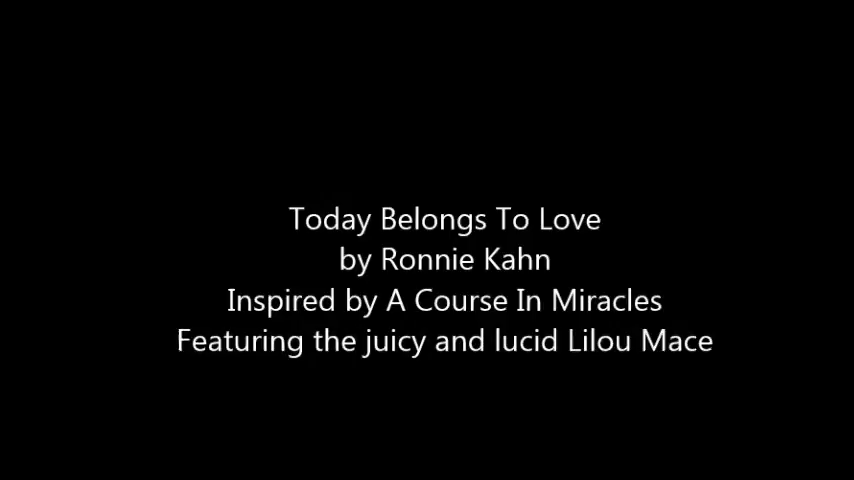 Today Belongs To Love
by Ronnie Kahn
Inspired by A Course In Miracles
Featuring the juicy and lucid Lilou Mace